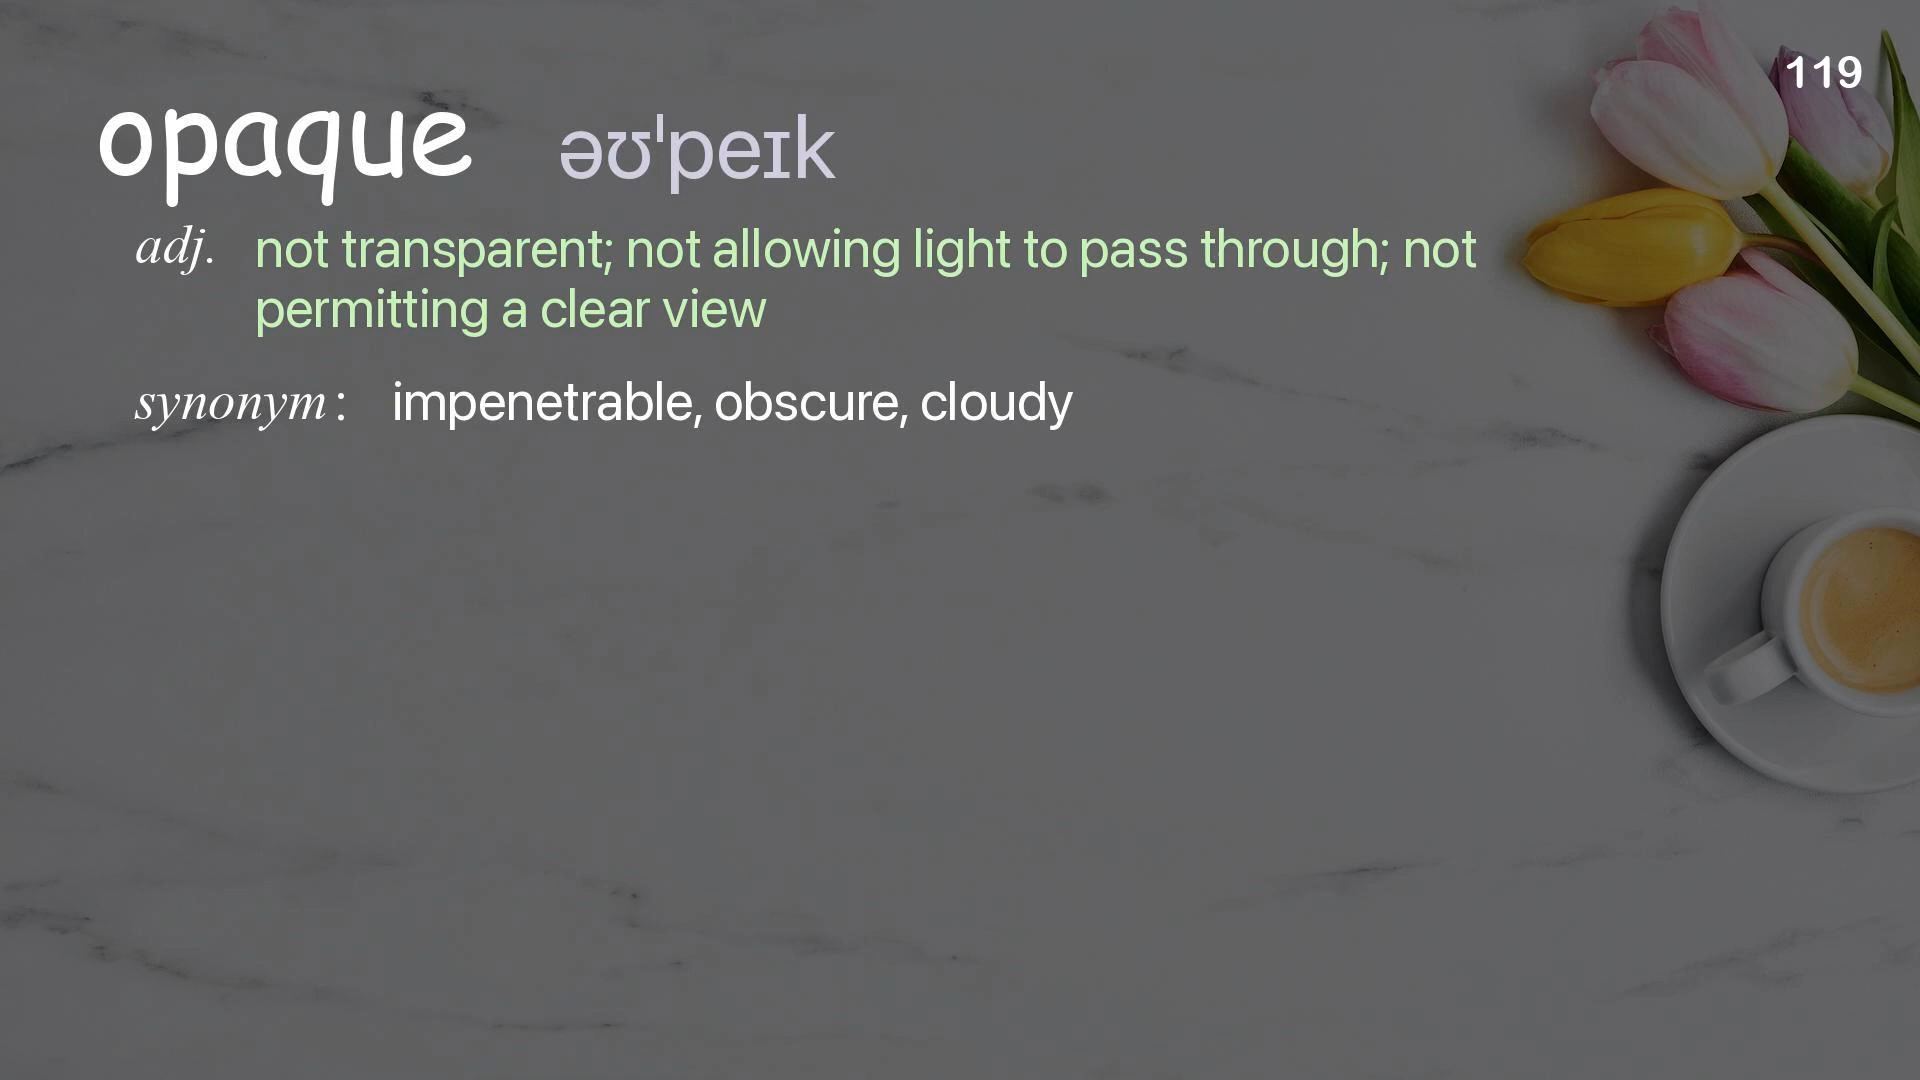 119
opaque əʊˈpeɪk
adj. not transparent; not allowing light to pass through; not
permitting a clear view
synonym : impenetrable, obscure, cloudy